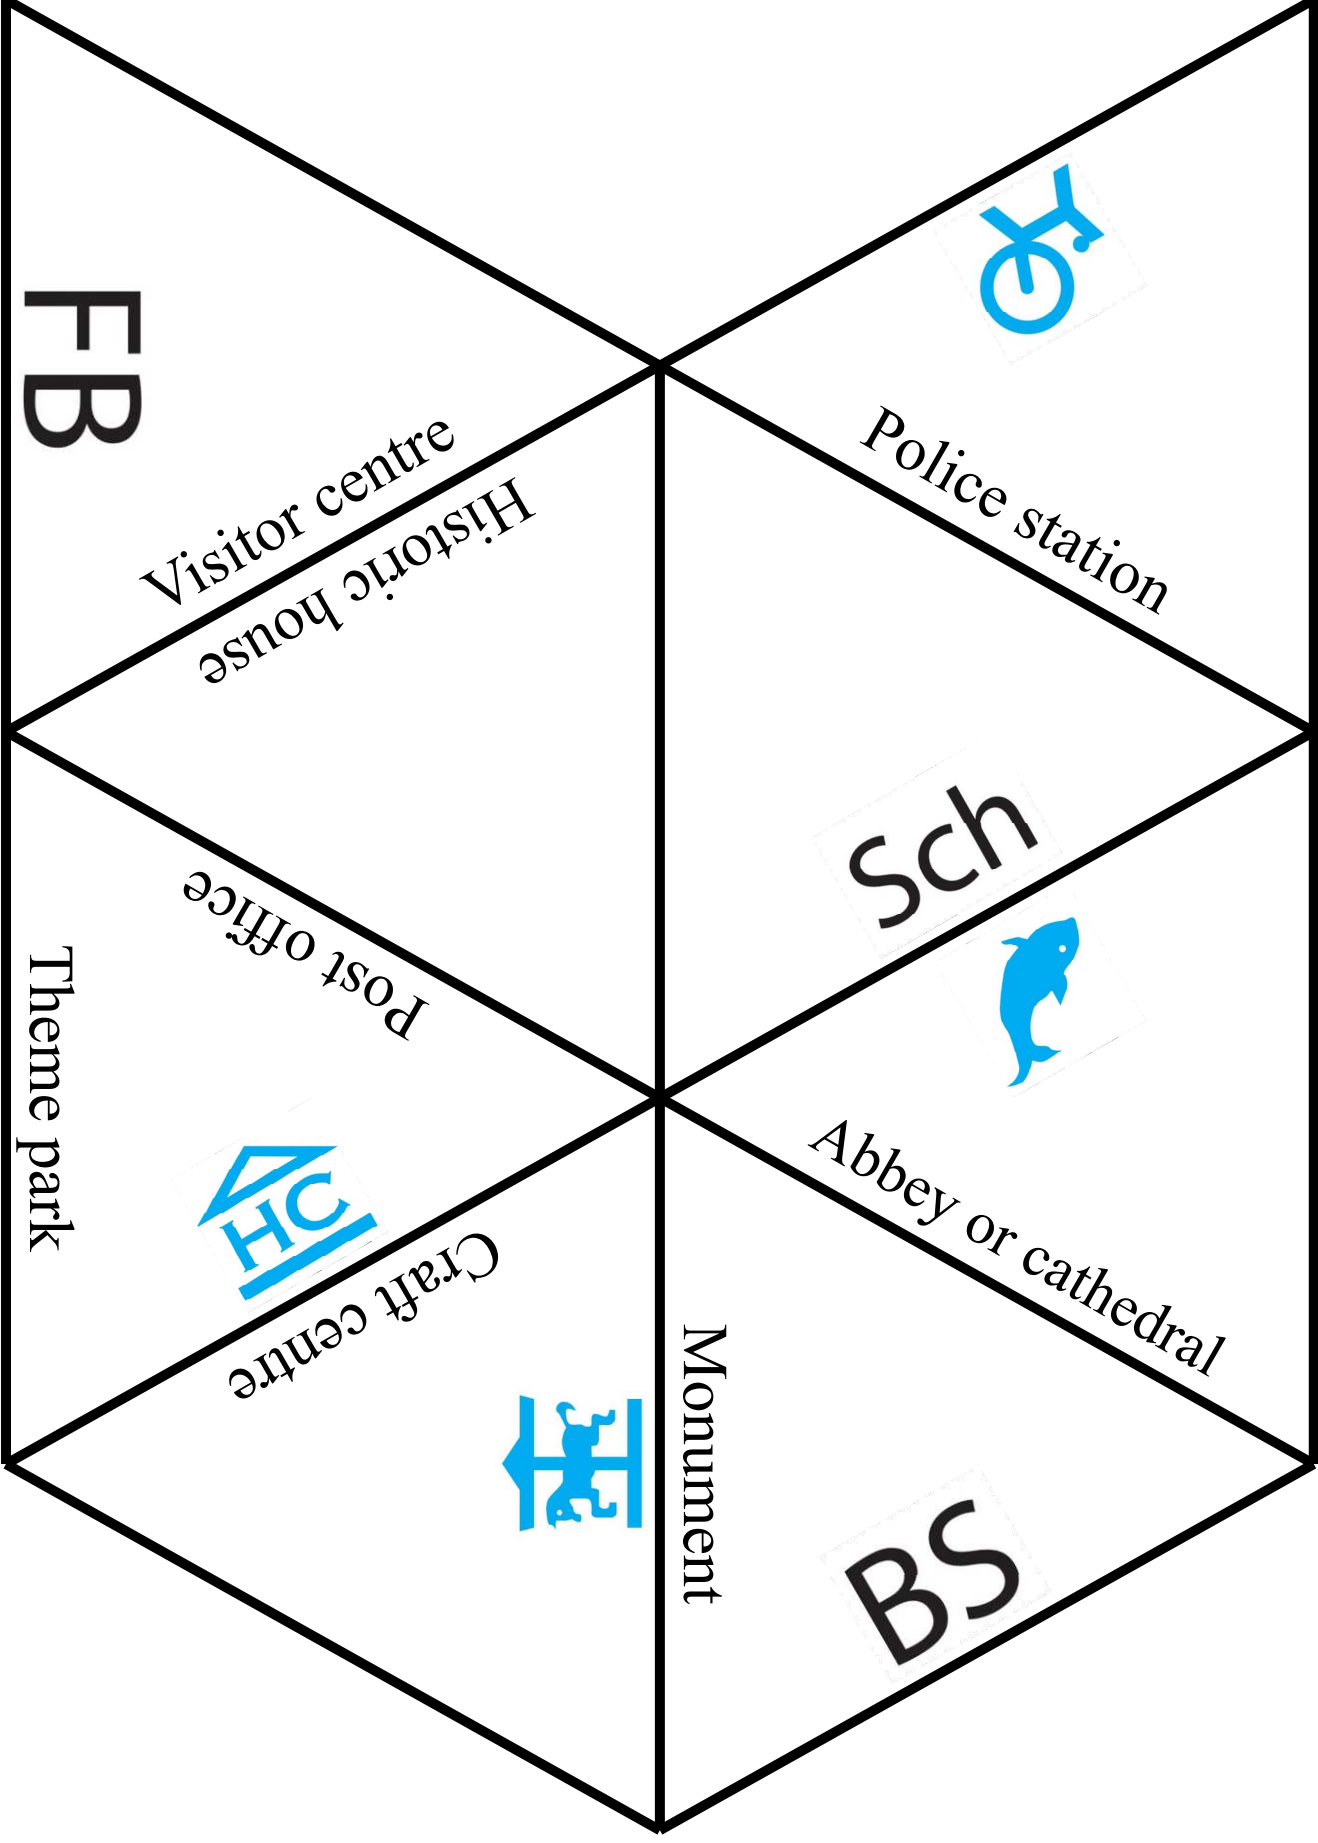 FB
Visitor centre
Historic house
Police station
Sch
Post office
Theme park
HC
Craft centre
Abbey or cathedral
Monument
BS